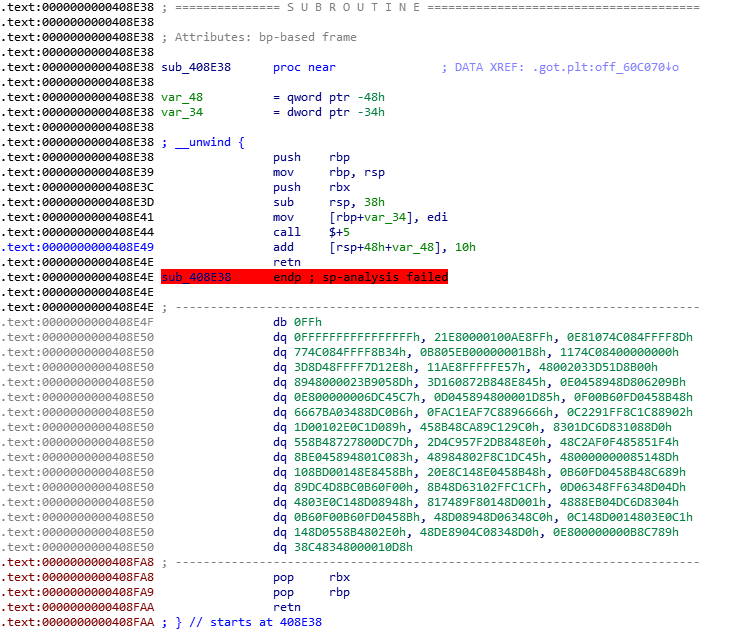 .text:0000000000408E38 ; =============== S U B R O U T I N E =======================================
.text:0000000000408E38
.text:0000000000408E38 ; Attributes: bp-based frame
.text:0000000000408E38
.text:0000000000408E38 sub_408E38 proc near ; DATA XREF: .got.plt:off_60C070↓o
.text:0000000000408E38
.text:0000000000408E38 var_48 = qword ptr -48h
.text:0000000000408E38 var_34 = dword ptr -34h
.text:0000000000408E38
.text:0000000000408E38 ; __unwind {
.text:0000000000408E38 push rbp
.text:0000000000408E39 mov rbp, rsp
.text:0000000000408E3C push rbx
.text:0000000000408E3D sub rsp, 38h
.text:0000000000408E41 mov [rbp+var_34], edi
.text:0000000000408E44 call $+5
.text:0000000000408E49 add [rsp+48h+var_48], 10h
.text:0000000000408E4E retn
.text:0000000000408E4E sub_408E38 endp ; sp-analysis failed
.text:0000000000408E4E
.text:0000000000408E4E ; ---------------------------------------------------------------------------
.text:0000000000408E4F db 0FFh
.text:0000000000408E50 dq 0FFFFFFFFFFFFFFFFh, 21E80000100AE8FFh, 0E81074C084FFFF8Dh
.text:0000000000408E50 dq 774C084FFFF8B34h, 0B805EB00000001B8h, 1174C08400000000h
.text:0000000000408E50 dq 3D8D48FFFF7D12E8h, 11AE8FFFFFE57h, 48002033D51D8B00h
.text:0000000000408E50 dq 8948000023B9058Dh, 3D160872B848E845h, 0E0458948D806209Bh
.text:0000000000408E50 dq 0E800000006DC45C7h, 0D045894800001D85h, 0F00B60FD0458B48h
.text:0000000000408E50 dq 6667BA03488DC0B6h, 0FAC1EAF7C8896666h, 0C2291FF8C1C88902h
.text:0000000000408E50 dq 1D00102E0C1D089h, 458B48CA89C129C0h, 8301DC6D831088D0h
.text:0000000000408E50 dq 558B48727800DC7Dh, 2D4C957F2DB848E0h, 48C2AF0F485851F4h
.text:0000000000408E50 dq 8BE045894801C083h, 48984802F8C1DC45h, 480000000085148Dh
.text:0000000000408E50 dq 108BD00148E8458Bh, 20E8C148E0458B48h, 0B60FD0458B48C689h
.text:0000000000408E50 dq 89DC4D8BC0B60F00h, 8B48D63102FFC1CFh, 0D06348FF6348D04Dh
.text:0000000000408E50 dq 4803E0C148D08948h, 817489F80148D001h, 4888EB04DC6D8304h
.text:0000000000408E50 dq 0B60F00B60FD0458Bh, 48D08948D06348C0h, 0C148D0014803E0C1h
.text:0000000000408E50 dq 148D0558B4802E0h, 48DE8904C08348D0h, 0E800000000B8C789h
.text:0000000000408E50 dq 38C48348000010D8h
.text:0000000000408FA8 ; ---------------------------------------------------------------------------
.text:0000000000408FA8 pop rbx
.text:0000000000408FA9 pop rbp
.text:0000000000408FAA retn
.text:0000000000408FAA ; } // starts at 408E38